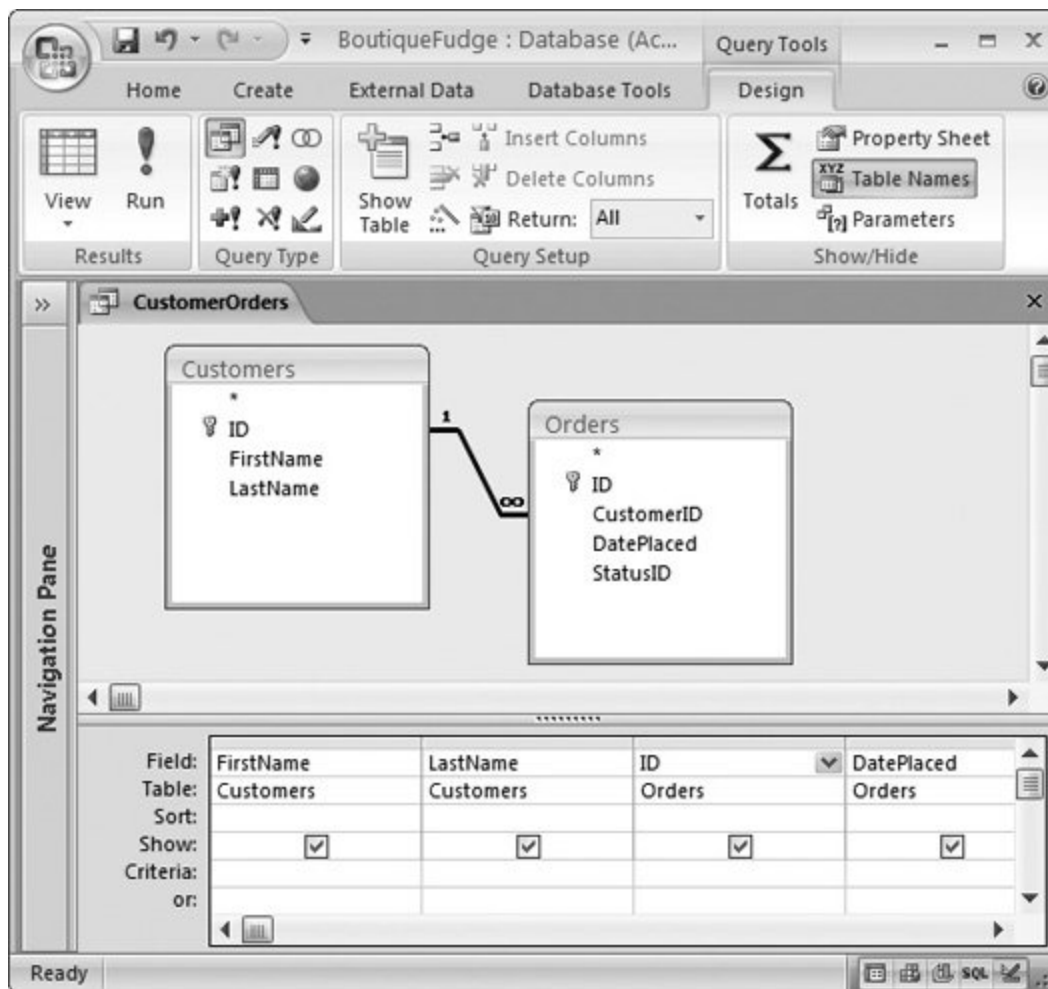 BoutiqueFudge : Database (Ac... Query Tools
Home Create External Data Database Tools Design
View Run
Show Table
Insert Columns
Delete Columns
Return: All
Totals
Property Sheet
XYZ Table Names
[?] Parameters
Results Query Type Query Setup Show/Hide
» CustomerOrders
Customers
*
ID
FirstName
LastName
1
∞
Orders
*
ID
CustomerID
DatePlaced
StatusID
Navigation Pane
Field: FirstName LastName ID DatePlaced
Table: Customers Customers Orders Orders
Sort:
Show:
Criteria:
or:
Ready SQL